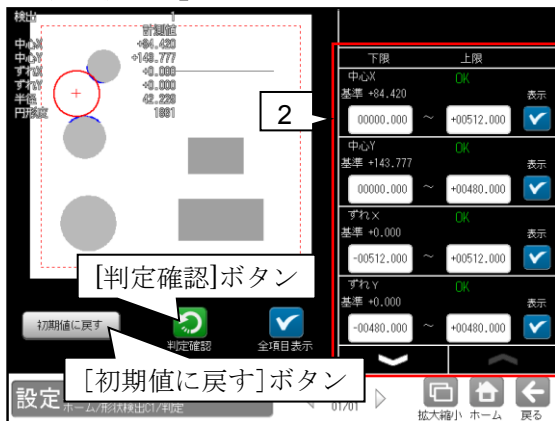 検出 1
計測値
中心X +84.420
中心Y +143.777
ずれX +0.000
ずれY +0.000
半径 42.220
円形度 1001
2
下限 上限
中心X OK
基準 +84.420 表示
00000.000 ～ +00512.000
中心Y OK
基準 +143.777 表示
00000.000 ～ +00480.000
ずれX OK
基準 +0.000 表示
-00512.000 ～ +00512.000
ずれY OK
基準 +0.000 表示
-00480.000 ～ +00480.000
[判定確認]ボタン
初期値に戻す
判定確認
全項目表示
[初期値に戻す]ボタン
設定 ホーム/形状検出C1/判定
01/01
拡大縮小 ホーム 戻る